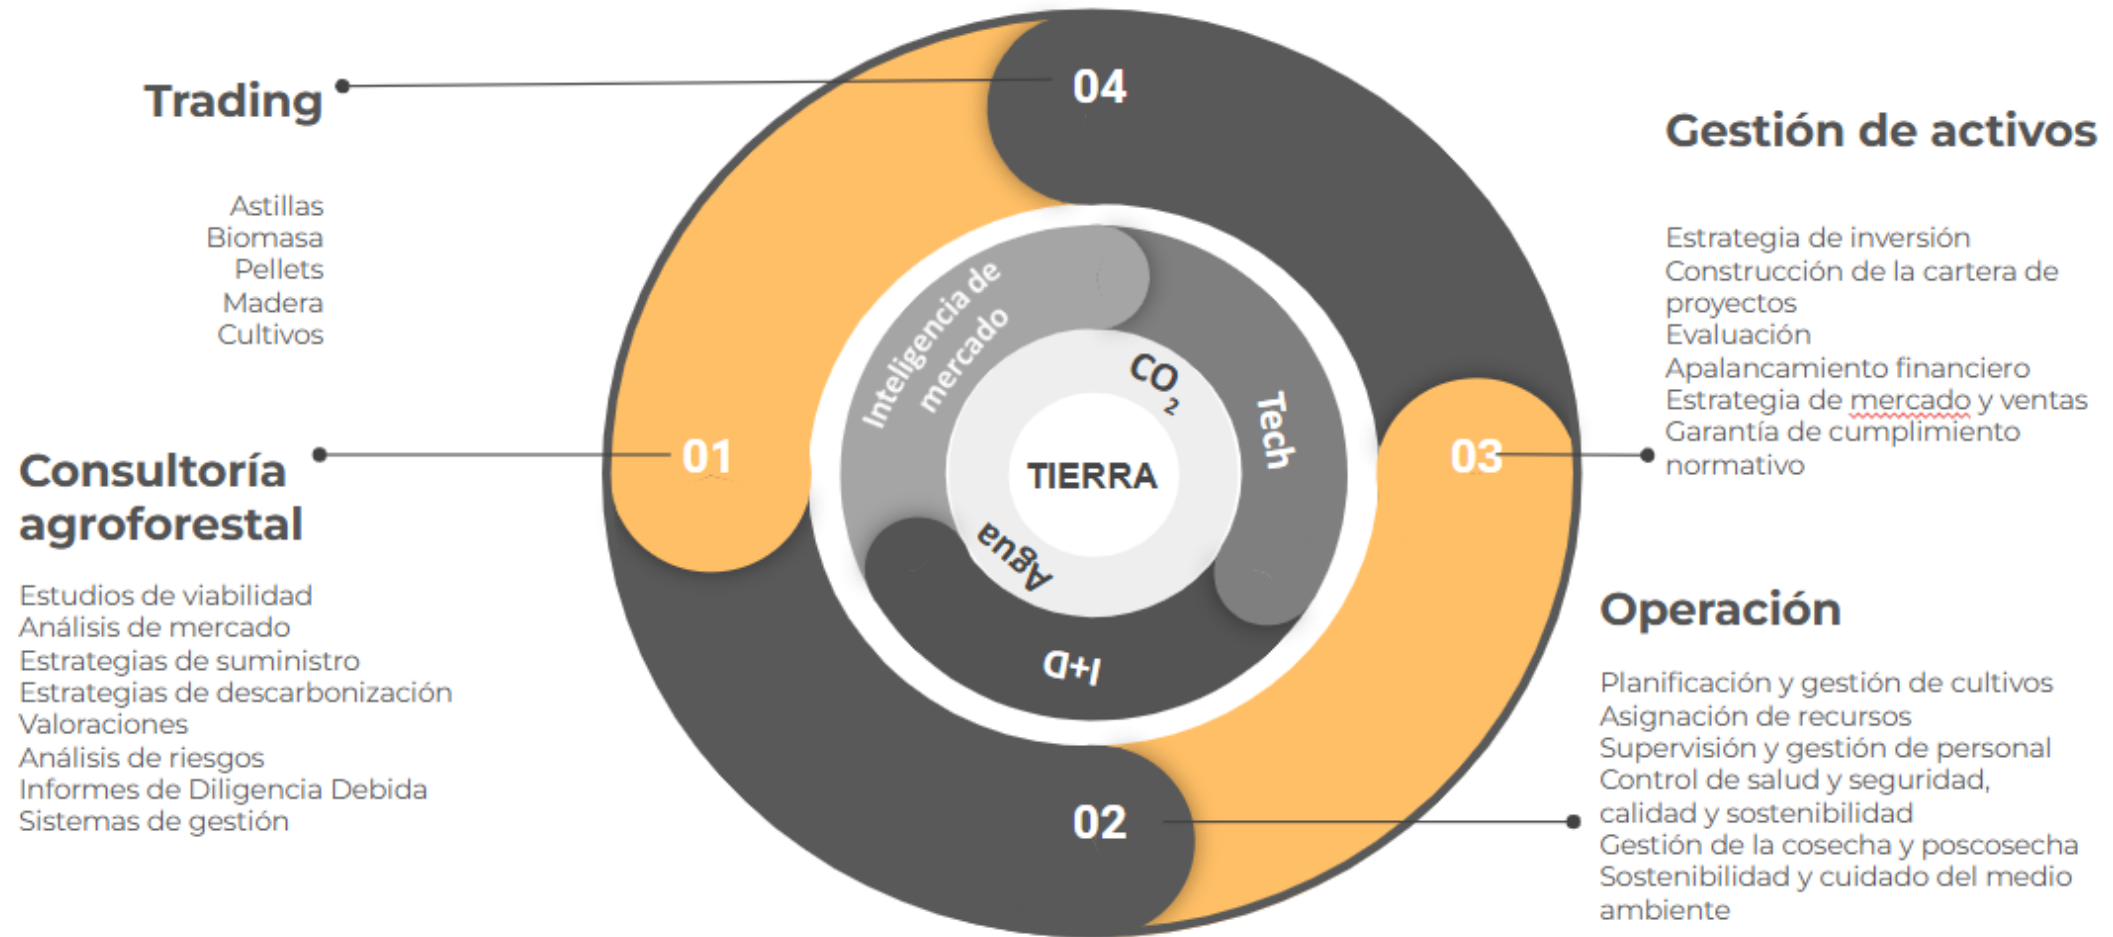 Trading
Astillas
Biomasa
Pellets
Madera
Cultivos
Consultoría
agroforestal
Estudios de viabilidad
Análisis de mercado
Estrategias de suministro
Estrategias de descarbonización
Valoraciones
Análisis de riesgos
Informes de Diligencia Debida
Sistemas de gestión
04
01
03
02
Inteligencia de
mercado
Tech
I+D
CO₂
Agua
TIERRA
Gestión de activos
Estrategia de inversión
Construcción de la cartera de
proyectos
Evaluación
Apalancamiento financiero
Estrategia de mercado y ventas
Garantía de cumplimiento
normativo
Operación
Planificación y gestión de cultivos
Asignación de recursos
Supervisión y gestión de personal
Control de salud y seguridad,
calidad y sostenibilidad
Gestión de la cosecha y poscosecha
Sostenibilidad y cuidado del medio
ambiente